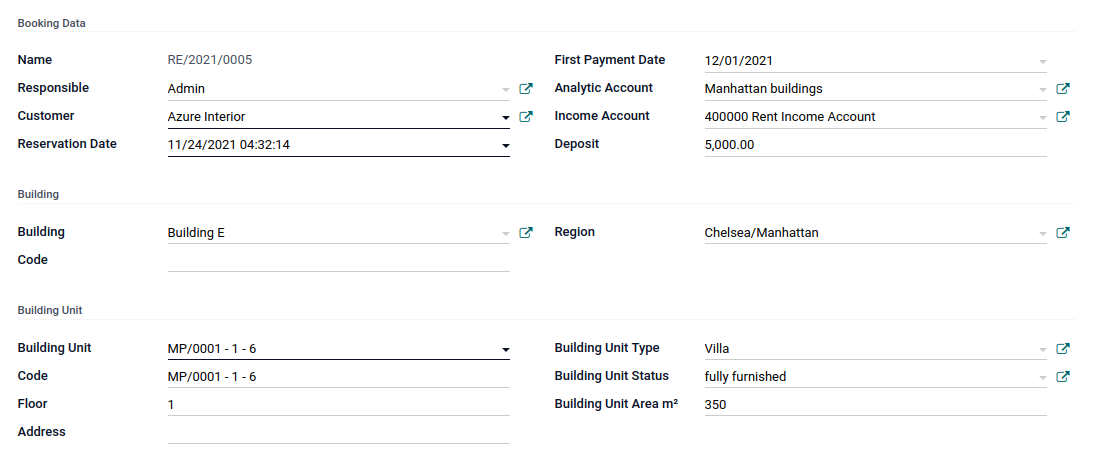 Booking Data
Name RE/2021/0005 First Payment Date 12/01/2021
Responsible Admin Analytic Account Manhattan buildings
Customer Azure Interior Income Account 400000 Rent Income Account
Reservation Date 11/24/2021 04:32:14 Deposit 5,000.00
Building
Building Building E Region Chelsea/Manhattan
Code
Building Unit
Building Unit MP/0001 - 1 - 6 Building Unit Type Villa
Code MP/0001 - 1 - 6 Building Unit Status fully furnished
Floor 1 Building Unit Area m² 350
Address